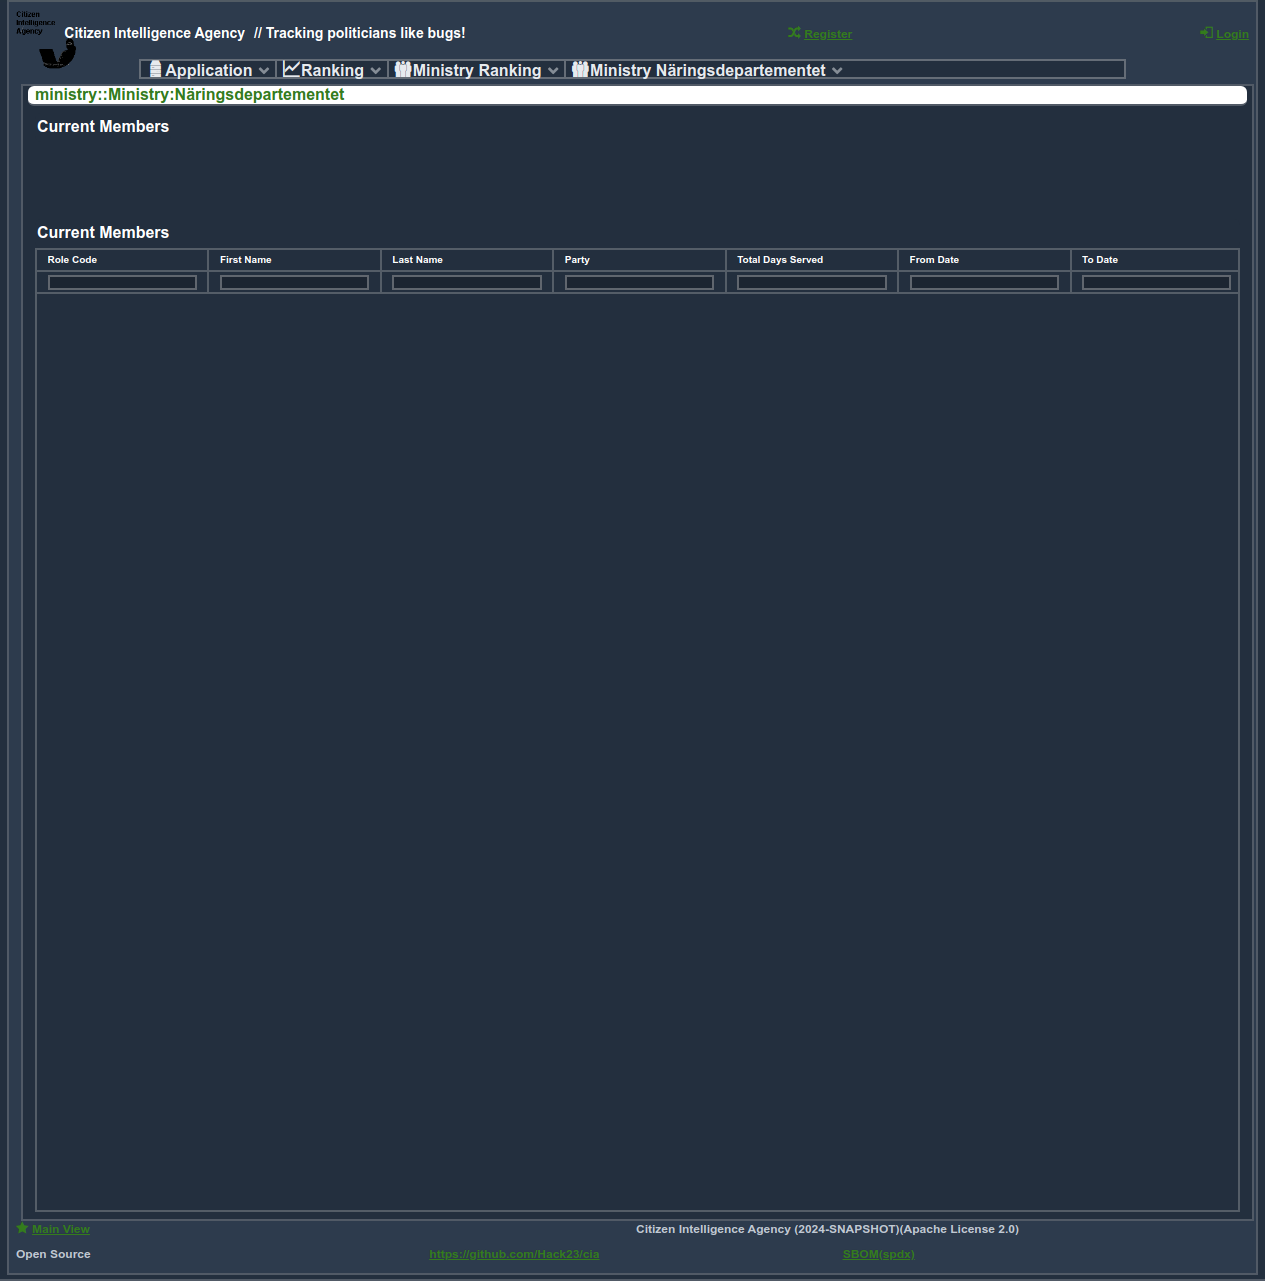 Citizen
Intelligence
Agency
Citizen Intelligence Agency // Tracking politicians like bugs!
Register
Login
Application
Ranking
Ministry Ranking
Ministry Näringsdepartementet
ministry::Ministry:Näringsdepartementet
Current Members
Current Members
Role Code
First Name
Last Name
Party
Total Days Served
From Date
To Date
Main View
Citizen Intelligence Agency (2024-SNAPSHOT)(Apache License 2.0)
Open Source
https://github.com/Hack23/cia
SBOM(spdx)